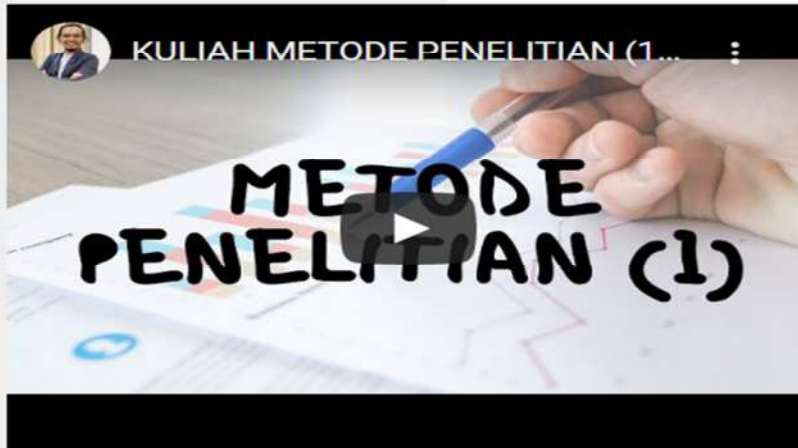 KULIAH METODE PENELITIAN (1...
METODE
PENELITIAN (1)